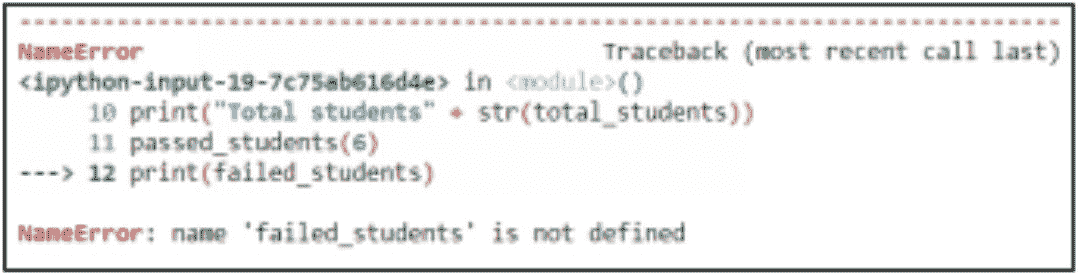 ---------------------------------------------------------------------------
NameError Traceback (most recent call last)
<ipython-input-19-7c75ab616d4e> in <module>()
10 print("Total students" + str(total_students))
11 passed_students(6)
---> 12 print(failed_students)
NameError: name 'failed_students' is not defined